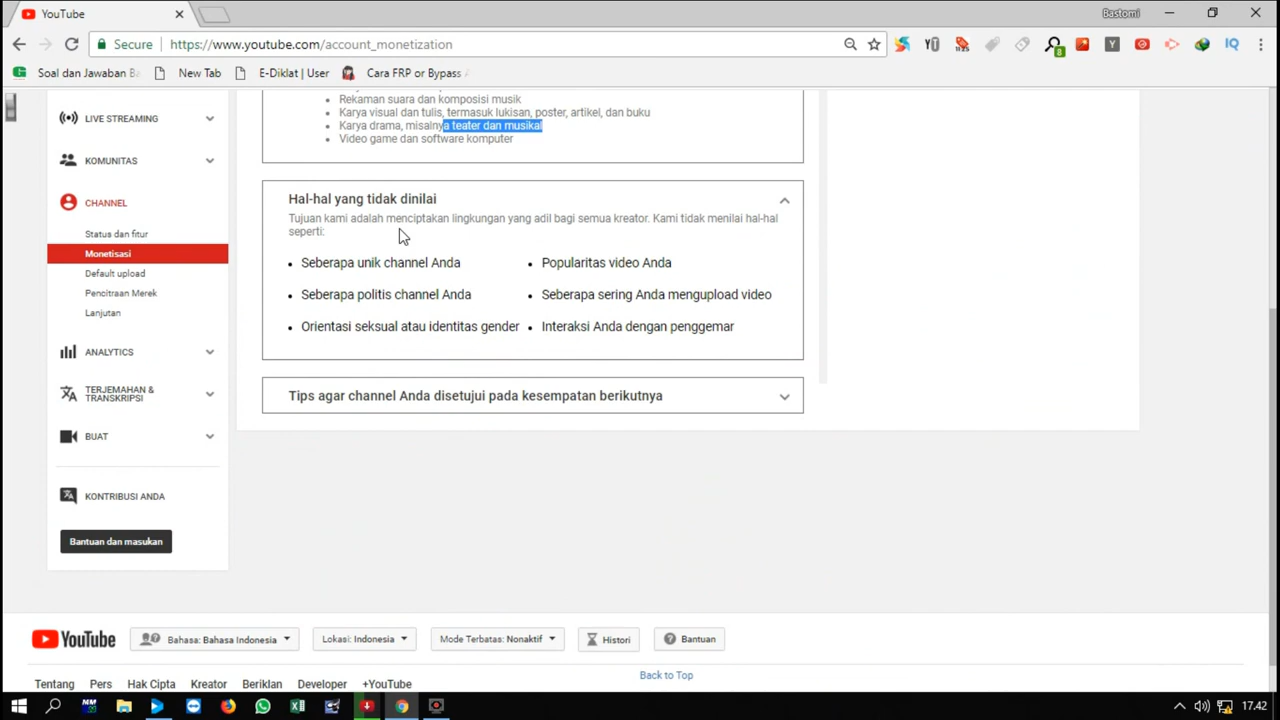 YouTube
Bastomi
Secure https://www.youtube.com/account_monetization
Soal dan Jawaban Ba
New Tab
E-Diklat | User
Cara FRP or Bypass
LIVE STREAMING
KOMUNITAS
CHANNEL
Status dan fitur
Monetisasi
Default upload
Pencitraan Merek
Lanjutan
ANALYTICS
TERJEMAHAN &
TRANSKRIPSI
BUAT
KONTRIBUSI ANDA
Bantuan dan masukan
Rekaman suara dan komposisi musik
Karya visual dan tulis, termasuk lukisan, poster, artikel, dan buku
Karya drama, misalnya teater dan musikal
Video game dan software komputer
Hal-hal yang tidak dinilai
Tujuan kami adalah menciptakan lingkungan yang adil bagi semua kreator. Kami tidak menilai hal-hal
seperti:
Seberapa unik channel Anda
Popularitas video Anda
Seberapa politis channel Anda
Seberapa sering Anda mengupload video
Orientasi seksual atau identitas gender
Interaksi Anda dengan penggemar
Tips agar channel Anda disetujui pada kesempatan berikutnya
YouTube
Bahasa: Bahasa Indonesia
Lokasi: Indonesia
Mode Terbatas: Nonaktif
Histori
Bantuan
Back to Top
Tentang Pers Hak Cipta Kreator Beriklan Developer +YouTube
17.42